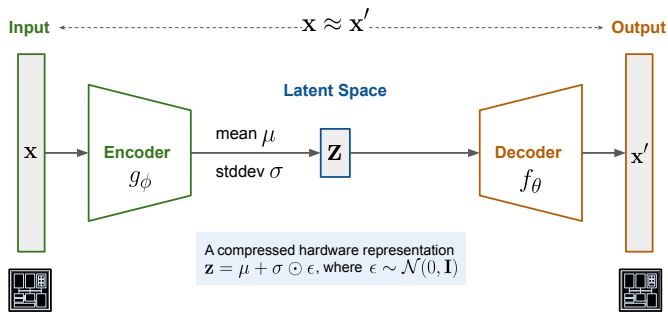 Input
x ≈ x′
Output
Latent Space
x
Encoder
g_ϕ
mean μ
stddev σ
Z
Decoder
f_θ
x′
A compressed hardware representation
z = μ + σ ⊙ ϵ, where ϵ ∼ 𝒩(0, I)